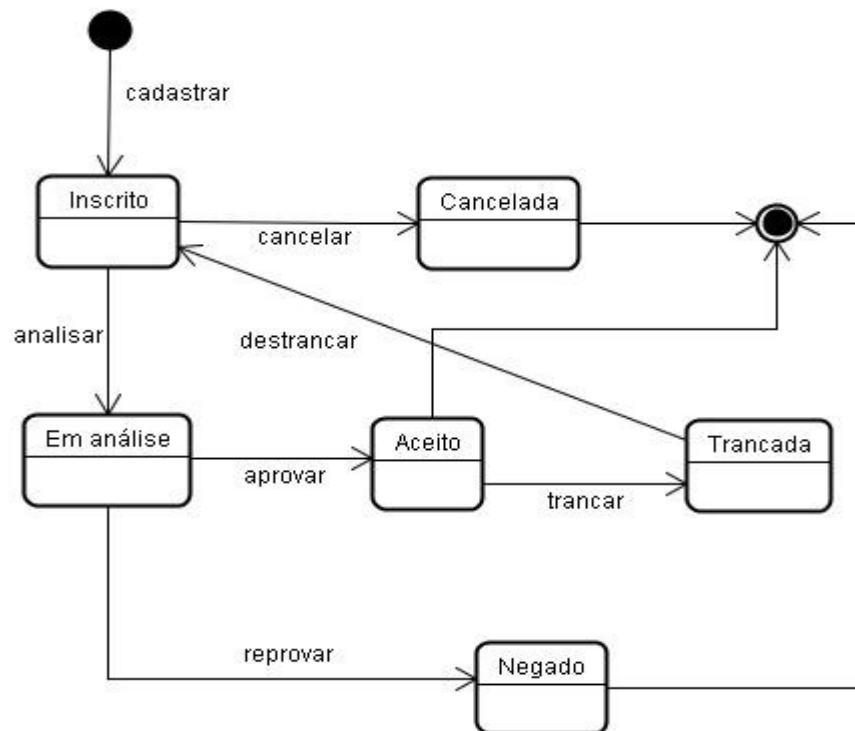 cadastrar
Inscrito
Cancelada
cancelar
analisar
destrancar
Em análise
Aceito
Trancada
aprovar
trancar
reprovar
Negado